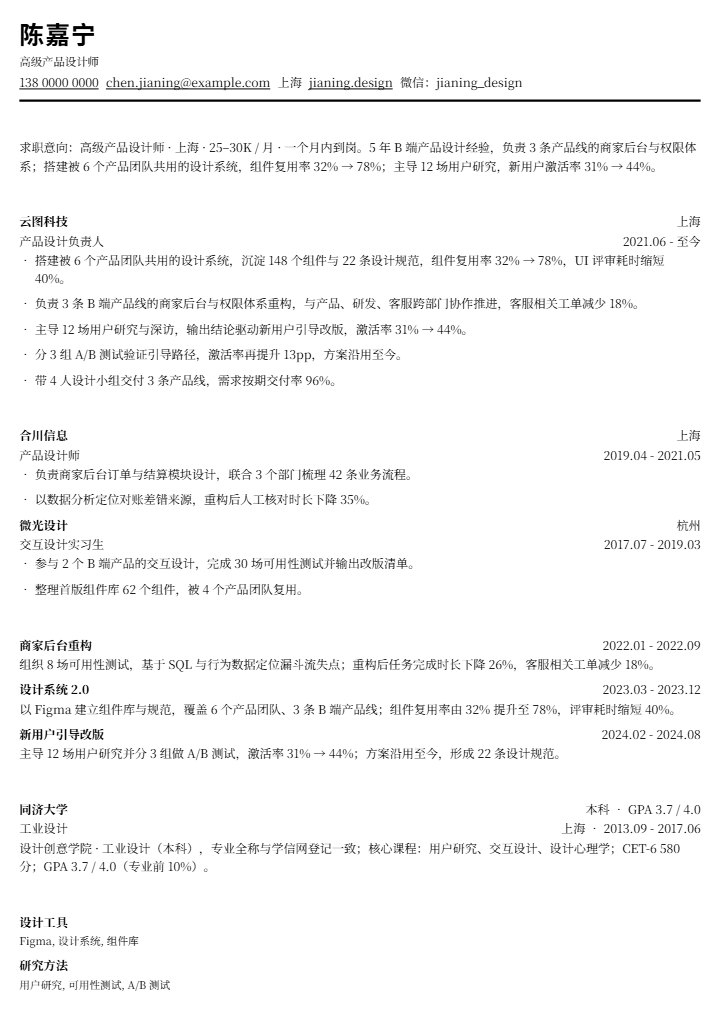 陈嘉宁
高级产品设计师
138 0000 0000 chen.jianing@example.com 上海 jianing.design 微信：jianing_design
求职意向：高级产品设计师 · 上海 · 25–30K / 月 · 一个月内到岗。5 年 B 端产品设计经验，负责 3 条产品线的商家后台与权限体
系；搭建被 6 个产品团队共用的设计系统，组件复用率 32% → 78%；主导 12 场用户研究，新用户激活率 31% → 44%。
云图科技 上海
产品设计负责人 2021.06 - 至今
· 搭建被 6 个产品团队共用的设计系统，沉淀 148 个组件与 22 条设计规范，组件复用率 32% → 78%，UI 评审耗时缩短
40%。
· 负责 3 条 B 端产品线的商家后台与权限体系重构，与产品、研发、客服跨部门协作推进，客服相关工单减少 18%。
· 主导 12 场用户研究与深访，输出结论驱动新用户引导改版，激活率 31% → 44%。
· 分 3 组 A/B 测试验证引导路径，激活率再提升 13pp，方案沿用至今。
· 带 4 人设计小组交付 3 条产品线，需求按期交付率 96%。
合川信息 上海
产品设计师 2019.04 - 2021.05
· 负责商家后台订单与结算模块设计，联合 3 个部门梳理 42 条业务流程。
· 以数据分析定位对账差错来源，重构后人工核对时长下降 35%。
微光设计 杭州
交互设计实习生 2017.07 - 2019.03
· 参与 2 个 B 端产品的交互设计，完成 30 场可用性测试并输出改版清单。
· 整理首版组件库 62 个组件，被 4 个产品团队复用。
商家后台重构 2022.01 - 2022.09
组织 8 场可用性测试，基于 SQL 与行为数据定位漏斗流失点；重构后任务完成时长下降 26%，客服相关工单减少 18%。
设计系统 2.0 2023.03 - 2023.12
以 Figma 建立组件库与规范，覆盖 6 个产品团队、3 条 B 端产品线；组件复用率由 32% 提升至 78%，评审耗时缩短 40%。
新用户引导改版 2024.02 - 2024.08
主导 12 场用户研究并分 3 组做 A/B 测试，激活率 31% → 44%；方案沿用至今，形成 22 条设计规范。
同济大学 本科 · GPA 3.7 / 4.0
工业设计 上海 · 2013.09 - 2017.06
设计创意学院 · 工业设计（本科），专业全称与学信网登记一致；核心课程：用户研究、交互设计、设计心理学；CET-6 580
分；GPA 3.7 / 4.0（专业前 10%）。
设计工具
Figma, 设计系统, 组件库
研究方法
用户研究, 可用性测试, A/B 测试